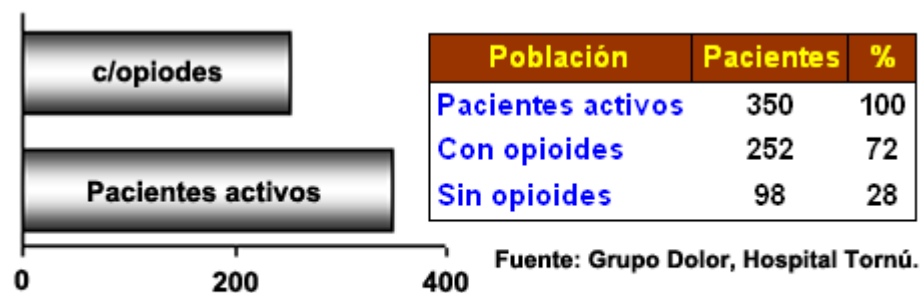 c/opiodes
Pacientes activos
0 200 400
Población Pacientes %
Pacientes activos 350 100
Con opioides 252 72
Sin opioides 98 28
Fuente: Grupo Dolor, Hospital Tornú.